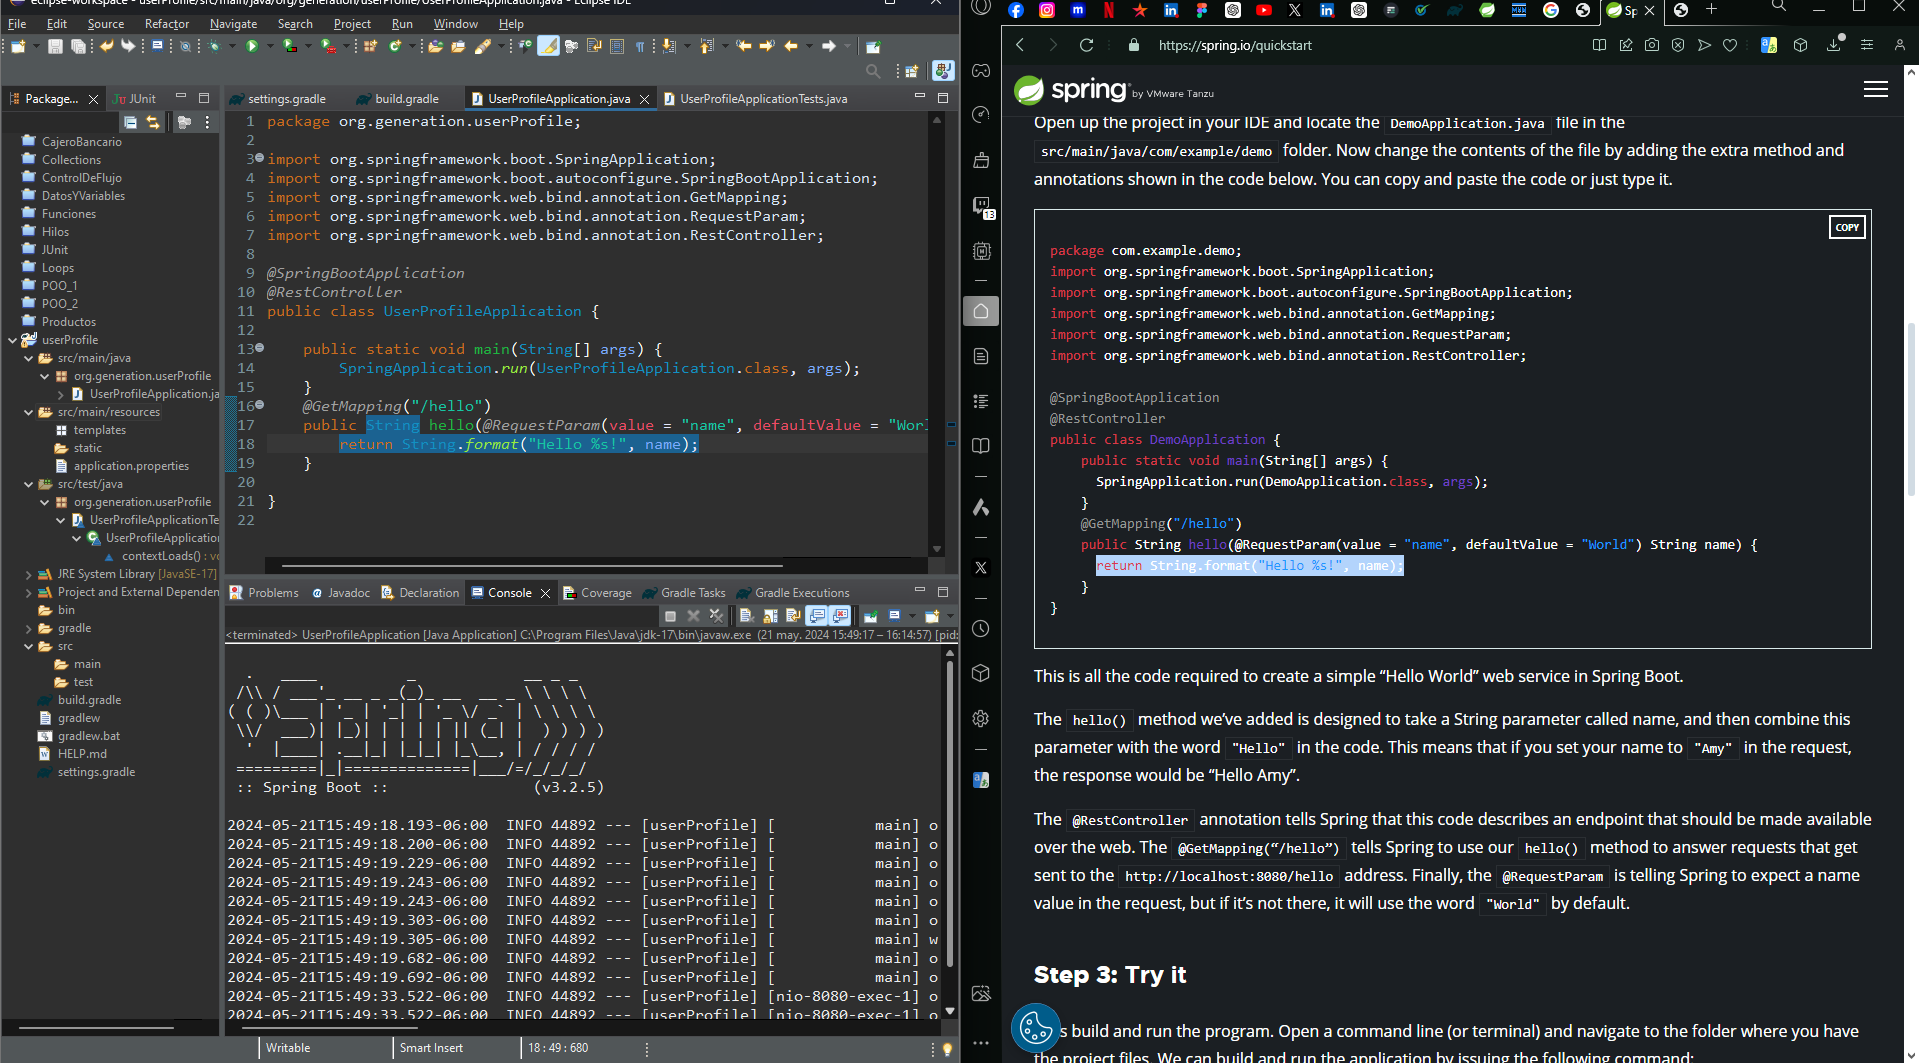 eclipse-workspace - userProfile/src/main/java/org/generation/userProfile/UserProfileApplication.java - Eclipse IDE
File Edit Source Refactor Navigate Search Project Run Window Help
Package...
JUnit
CajeroBancario
Collections
ControlDeFlujo
DatosYVariables
Funciones
Hilos
JUnit
Loops
POO_1
POO_2
Productos
userProfile
src/main/java
org.generation.userProfile
UserProfileApplication.ja
src/main/resources
templates
static
application.properties
src/test/java
org.generation.userProfile
UserProfileApplicationTe
UserProfileApplication
contextLoads() : vo
JRE System Library [JavaSE-17]
Project and External Dependen
bin
gradle
src
main
test
build.gradle
gradlew
gradlew.bat
HELP.md
settings.gradle
settings.gradle
build.gradle
UserProfileApplication.java
UserProfileApplicationTests.java
1 package org.generation.userProfile;
2
3 import org.springframework.boot.SpringApplication;
4 import org.springframework.boot.autoconfigure.SpringBootApplication;
5 import org.springframework.web.bind.annotation.GetMapping;
6 import org.springframework.web.bind.annotation.RequestParam;
7 import org.springframework.web.bind.annotation.RestController;
8
9 @SpringBootApplication
10 @RestController
11 public class UserProfileApplication {
12
13 public static void main(String[] args) {
14 SpringApplication.run(UserProfileApplication.class, args);
15 }
16 @GetMapping("/hello")
17 public String hello(@RequestParam(value = "name", defaultValue = "Worl
18 return String.format("Hello %s!", name);
19 }
20
21 }
22
Problems
Javadoc
Declaration
Console
Coverage
Gradle Tasks
Gradle Executions
<terminated> UserProfileApplication [Java Application] C:\Program Files\Java\jdk-17\bin\javaw.exe (21 may. 2024 15:49:17 – 16:14:57) [pid:
:: Spring Boot :: (v3.2.5)
2024-05-21T15:49:18.193-06:00 INFO 44892 --- [userProfile] [ main] o
2024-05-21T15:49:18.200-06:00 INFO 44892 --- [userProfile] [ main] o
2024-05-21T15:49:19.229-06:00 INFO 44892 --- [userProfile] [ main] o
2024-05-21T15:49:19.243-06:00 INFO 44892 --- [userProfile] [ main] o
2024-05-21T15:49:19.243-06:00 INFO 44892 --- [userProfile] [ main] o
2024-05-21T15:49:19.303-06:00 INFO 44892 --- [userProfile] [ main] o
2024-05-21T15:49:19.305-06:00 INFO 44892 --- [userProfile] [ main] w
2024-05-21T15:49:19.682-06:00 INFO 44892 --- [userProfile] [ main] o
2024-05-21T15:49:19.692-06:00 INFO 44892 --- [userProfile] [ main] o
2024-05-21T15:49:33.522-06:00 INFO 44892 --- [userProfile] [nio-8080-exec-1] o
2024-05-21T15:49:33.522-06:00 INFO 44892 --- [userProfile] [nio-8080-exec-1] o
Writable
Smart Insert
18 : 49 : 680
13
Sp
https://spring.io/quickstart
spring by VMware Tanzu
Open up the project in your IDE and locate the DemoApplication.java file in the
src/main/java/com/example/demo folder. Now change the contents of the file by adding the extra method and
annotations shown in the code below. You can copy and paste the code or just type it.
COPY
package com.example.demo;
import org.springframework.boot.SpringApplication;
import org.springframework.boot.autoconfigure.SpringBootApplication;
import org.springframework.web.bind.annotation.GetMapping;
import org.springframework.web.bind.annotation.RequestParam;
import org.springframework.web.bind.annotation.RestController;
@SpringBootApplication
@RestController
public class DemoApplication {
public static void main(String[] args) {
SpringApplication.run(DemoApplication.class, args);
}
@GetMapping("/hello")
public String hello(@RequestParam(value = "name", defaultValue = "World") String name) {
return String.format("Hello %s!", name);
}
}
This is all the code required to create a simple “Hello World” web service in Spring Boot.
The hello() method we’ve added is designed to take a String parameter called name, and then combine this
parameter with the word "Hello" in the code. This means that if you set your name to "Amy" in the request,
the response would be “Hello Amy”.
The @RestController annotation tells Spring that this code describes an endpoint that should be made available
over the web. The @GetMapping(“/hello”) tells Spring to use our hello() method to answer requests that get
sent to the http://localhost:8080/hello address. Finally, the @RequestParam is telling Spring to expect a name
value in the request, but if it’s not there, it will use the word "World" by default.
Step 3: Try it
s build and run the program. Open a command line (or terminal) and navigate to the folder where you have
the project files. We can build and run the application by issuing the following command: